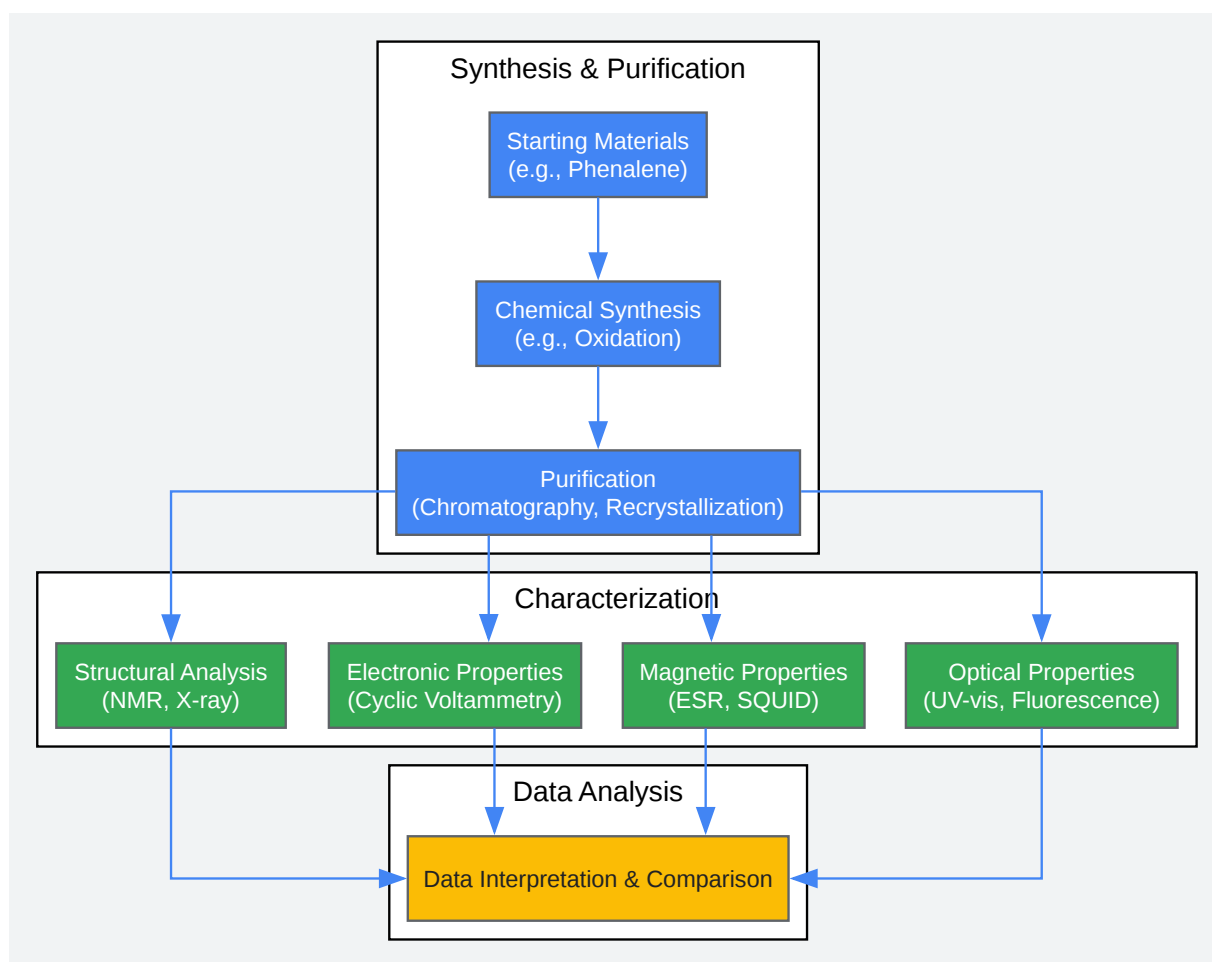 Synthesis & Purification
Starting Materials
(e.g., Phenalene)
Chemical Synthesis
(e.g., Oxidation)
Purification
(Chromatography, Recrystallization)
Characterization
Structural Analysis
(NMR, X-ray)
Electronic Properties
(Cyclic Voltammetry)
Magnetic Properties
(ESR, SQUID)
Optical Properties
(UV-vis, Fluorescence)
Data Analysis
Data Interpretation & Comparison